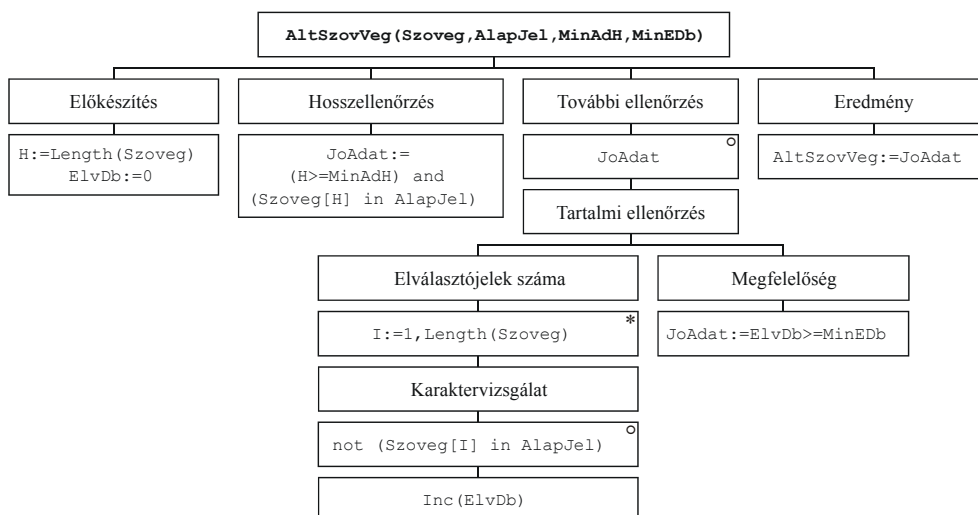 AltSzovVeg(Szoveg,AlapJel,MinAdH,MinEDb)
Előkészítés
Hosszellenőrzés
További ellenőrzés
Eredmény
H:=Length(Szoveg)
ElvDb:=0
JoAdat:=
(H>=MinAdH) and
(Szoveg[H] in AlapJel)
JoAdat
AltSzovVeg:=JoAdat
Tartalmi ellenőrzés
Elválasztójelek száma
Megfelelőség
I:=1,Length(Szoveg)
*
JoAdat:=ElvDb>=MinEDb
Karaktervizsgálat
not (Szoveg[I] in AlapJel)
Inc(ElvDb)